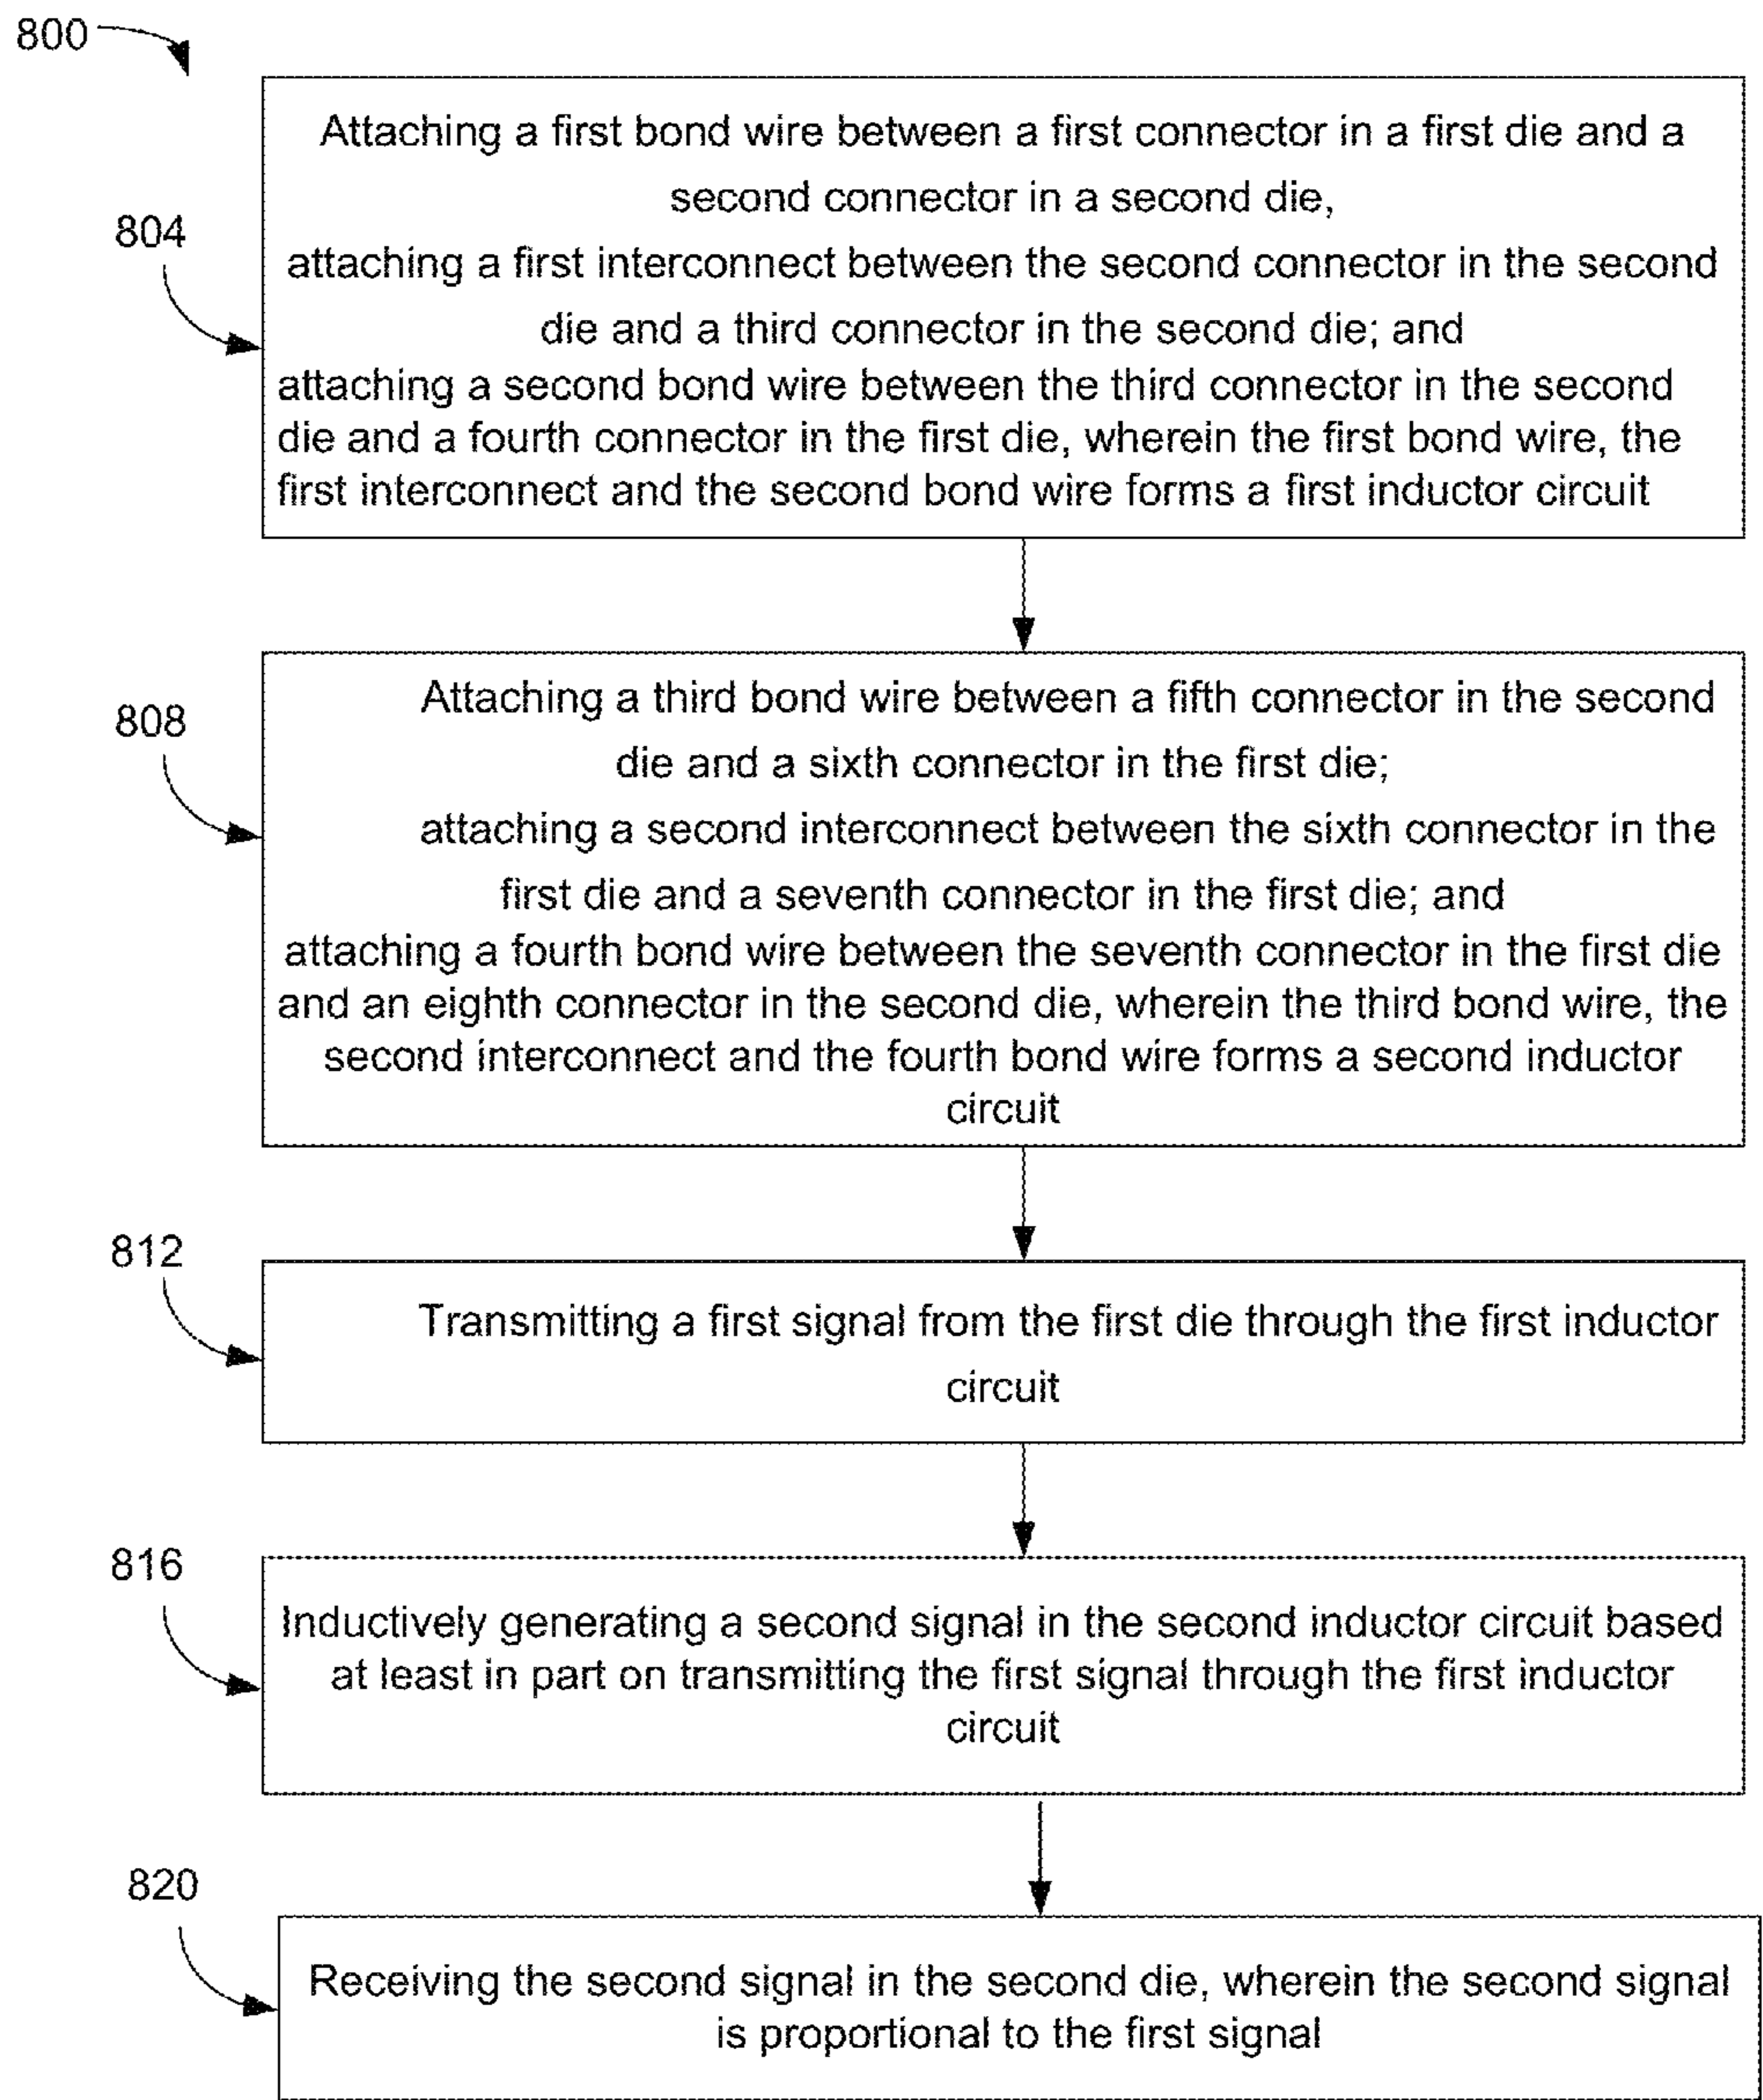 800
Attaching a first bond wire between a first connector in a first die and a
second connector in a second die,
804
attaching a first interconnect between the second connector in the second
die and a third connector in the second die; and
attaching a second bond wire between the third connector in the second
die and a fourth connector in the first die, wherein the first bond wire, the
first interconnect and the second bond wire forms a first inductor circuit
808
Attaching a third bond wire between a fifth connector in the second
die and a sixth connector in the first die;
attaching a second interconnect between the sixth connector in the
first die and a seventh connector in the first die; and
attaching a fourth bond wire between the seventh connector in the first die
and an eighth connector in the second die, wherein the third bond wire, the
second interconnect and the fourth bond wire forms a second inductor
circuit
812
Transmitting a first signal from the first die through the first inductor
circuit
816
Inductively generating a second signal in the second inductor circuit based
at least in part on transmitting the first signal through the first inductor
circuit
820
Receiving the second signal in the second die, wherein the second signal
is proportional to the first signal